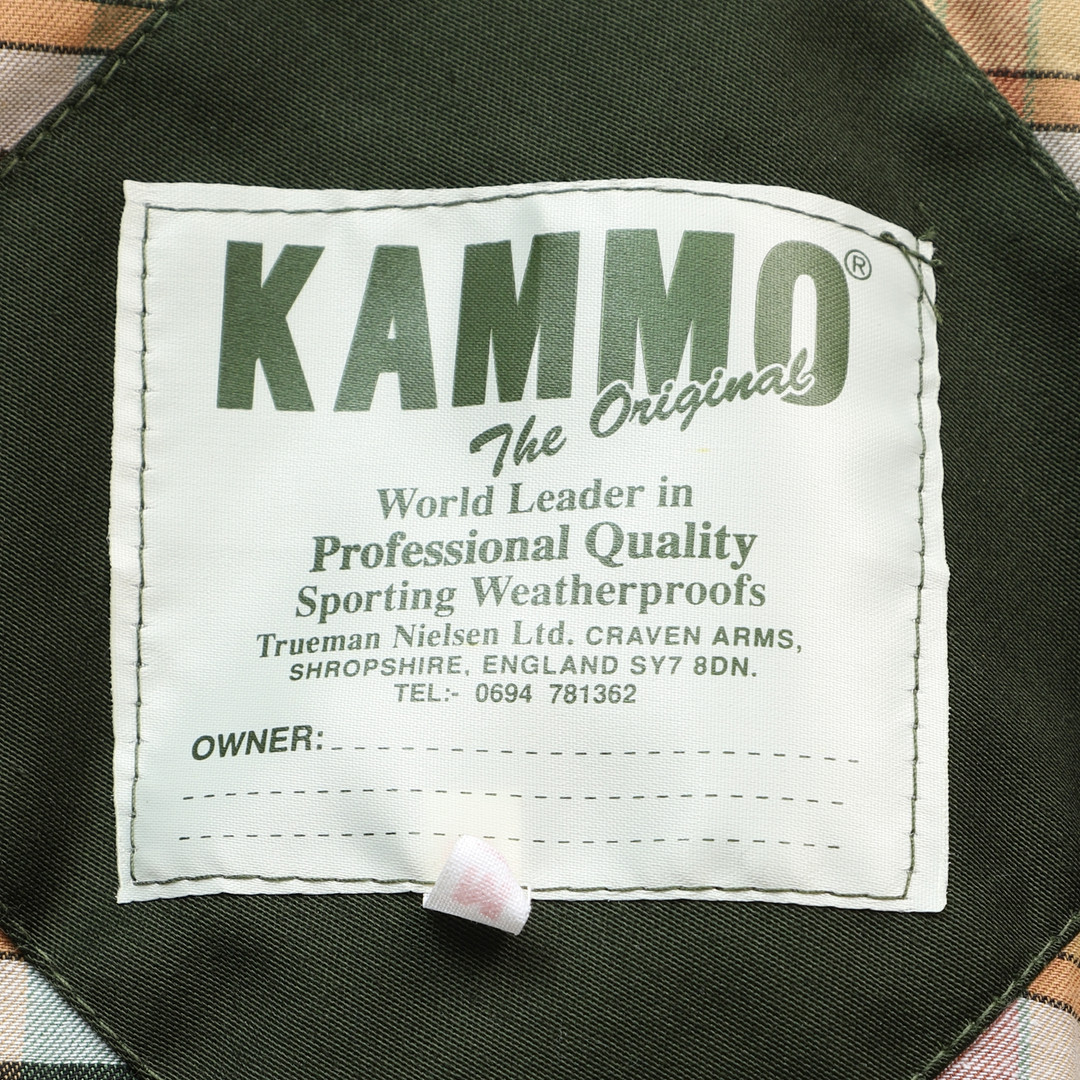 KAMMO®
The Original
World Leader in
Professional Quality
Sporting Weatherproofs
Trueman Nielsen Ltd. CRAVEN ARMS,
SHROPSHIRE, ENGLAND SY7 8DN.
TEL:- 0694 781362
OWNER: